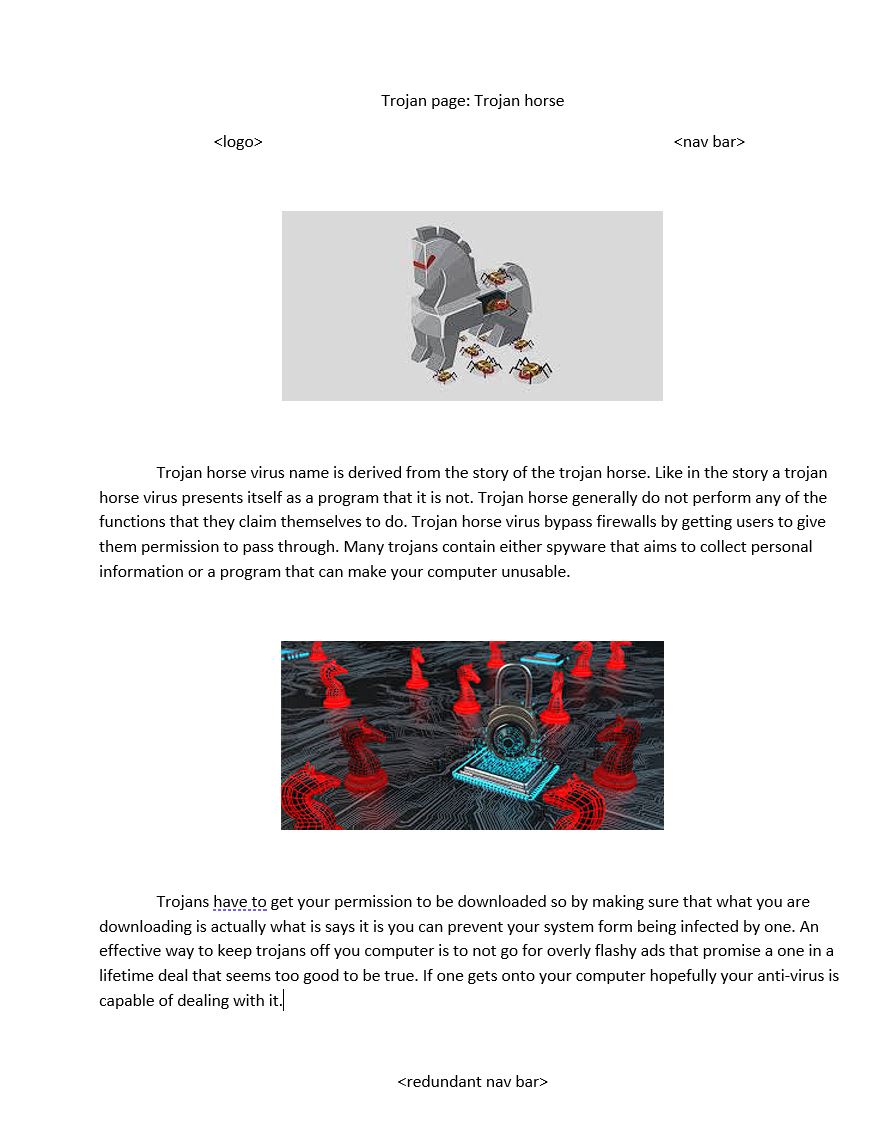 Trojan page: Trojan horse
<logo> <nav bar>
Trojan horse virus name is derived from the story of the trojan horse. Like in the story a trojan
horse virus presents itself as a program that it is not. Trojan horse generally do not perform any of the
functions that they claim themselves to do. Trojan horse virus bypass firewalls by getting users to give
them permission to pass through. Many trojans contain either spyware that aims to collect personal
information or a program that can make your computer unusable.
Trojans have to get your permission to be downloaded so by making sure that what you are
downloading is actually what is says it is you can prevent your system form being infected by one. An
effective way to keep trojans off you computer is to not go for overly flashy ads that promise a one in a
lifetime deal that seems too good to be true. If one gets onto your computer hopefully your anti-virus is
capable of dealing with it.
<redundant nav bar>